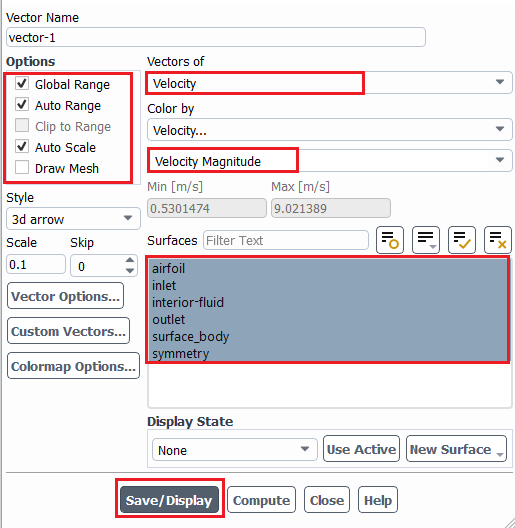 Vector Name
vector-1
Options
Global Range
Auto Range
Clip to Range
Auto Scale
Draw Mesh
Style
3d arrow
Scale
Skip
0.1
0
Vector Options...
Custom Vectors...
Colormap Options...
Vectors of
Velocity
Color by
Velocity...
Velocity Magnitude
Min [m/s]
Max [m/s]
0.5301474
9.021389
Surfaces
Filter Text
airfoil
inlet
interior-fluid
outlet
surface_body
symmetry
Display State
None
Use Active
New Surface
Save/Display
Compute
Close
Help